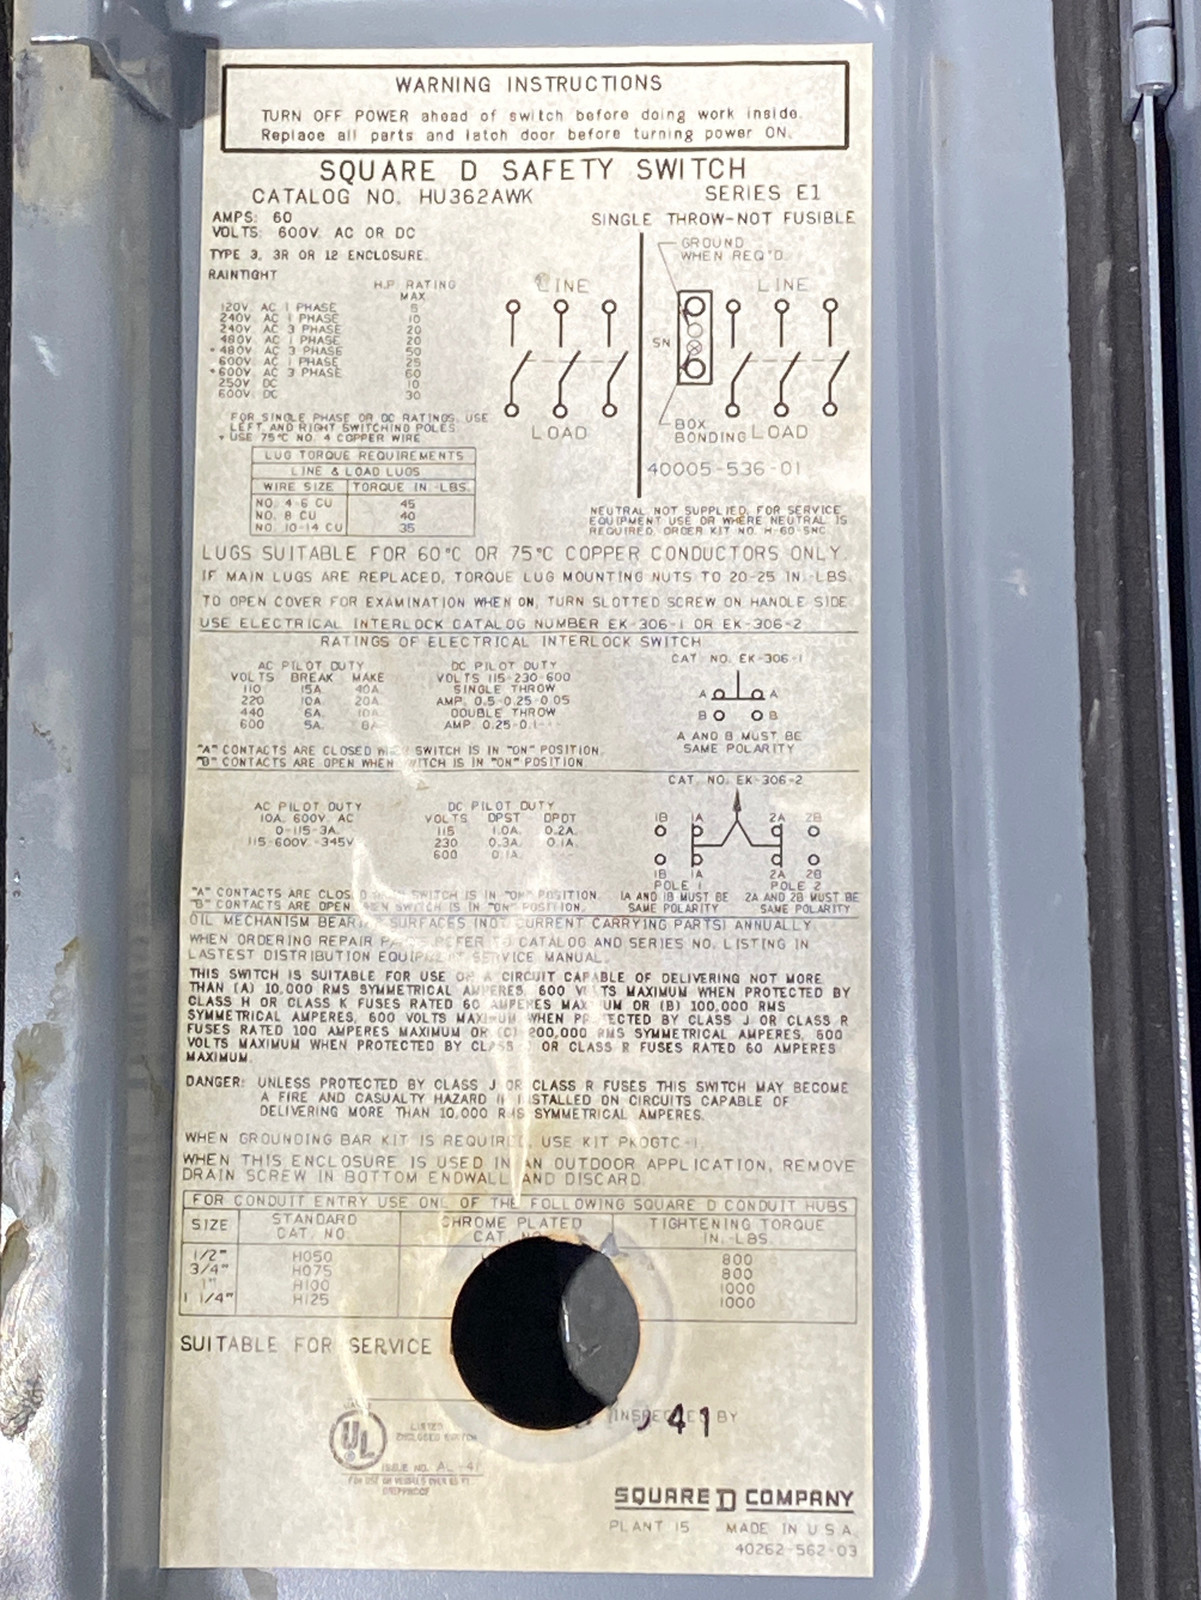 WARNING INSTRUCTIONS
TURN OFF POWER ahead of switch before doing work inside.
Replace all parts and latch door before turning power ON.
SQUARE D SAFETY SWITCH
CATALOG NO. HU362AWK
SERIES E1
AMPS: 60
VOLTS: 600V. AC OR DC
SINGLE THROW-NOT FUSIBLE
TYPE 3, 3R OR 12 ENCLOSURE.
RAINTIGHT
H.P. RATING
MAX
120V. AC 1 PHASE 5
240V. AC 1 PHASE 10
240V. AC 3 PHASE 20
480V. AC 1 PHASE 20
* 480V. AC 3 PHASE 50
600V. AC 1 PHASE 25
* 600V. AC 3 PHASE 60
250V. DC 10
600V. DC 30
FOR SINGLE PHASE OR DC RATINGS, USE
LEFT AND RIGHT SWITCHING POLES.
* USE 75°C NO. 4 COPPER WIRE
LINE
LOAD
GROUND
WHEN REQ'D.
LINE
SN
BOX
BONDING
LOAD
40005-536-01
LUG TORQUE REQUIREMENTS
LINE & LOAD LUGS
WIRE SIZE TORQUE IN.-LBS.
NO. 4-6 CU 45
NO. 8 CU 40
NO. 10-14 CU 35
NEUTRAL NOT SUPPLIED. FOR SERVICE
EQUIPMENT USE OR WHERE NEUTRAL IS
REQUIRED, ORDER KIT NO. H-60-SNC.
LUGS SUITABLE FOR 60°C OR 75°C COPPER CONDUCTORS ONLY.
IF MAIN LUGS ARE REPLACED, TORQUE LUG MOUNTING NUTS TO 20-25 IN.-LBS.
TO OPEN COVER FOR EXAMINATION WHEN ON, TURN SLOTTED SCREW ON HANDLE SIDE
USE ELECTRICAL INTERLOCK CATALOG NUMBER EK-306-1 OR EK-306-2
RATINGS OF ELECTRICAL INTERLOCK SWITCH
AC PILOT DUTY
VOLTS BREAK MAKE
110 15A. 40A.
220 10A. 20A.
440 6A. 10A.
600 5A. 8A.
DC PILOT DUTY
VOLTS 115-230-600
SINGLE THROW
AMP. 0.5-0.25-0.05
DOUBLE THROW
AMP. 0.25-0.1---
CAT. NO. EK-306-1
A A
B B
A AND B MUST BE
SAME POLARITY
"A" CONTACTS ARE CLOSED SWITCH IS IN "ON" POSITION.
"B" CONTACTS ARE OPEN WHEN SWITCH IS IN "ON" POSITION.
CAT. NO. EK-306-2
AC PILOT DUTY
10A. 600V. AC
0-115-3A.
115-600V.-345V
DC PILOT DUTY
VOLTS DPST DPDT
115 1.0A. 0.2A.
230 0.3A. 0.1A.
600 0.1A. ---
1B 1A 2A 2B
1B 1A 2A 2B
POLE 1 POLE 2
1A AND 1B MUST BE SAME POLARITY
2A AND 2B MUST BE SAME POLARITY
"A" CONTACTS ARE CLOSED SWITCH IS IN "ON" POSITION.
"B" CONTACTS ARE OPEN WHEN SWITCH IS IN "ON" POSITION.
OIL MECHANISM BEARING SURFACES (NOT CURRENT CARRYING PARTS) ANNUALLY
WHEN ORDERING REPAIR PARTS REFER TO CATALOG AND SERIES NO. LISTING IN
LASTEST DISTRIBUTION EQUIPMENT SERVICE MANUAL.
THIS SWITCH IS SUITABLE FOR USE ON A CIRCUIT CAPABLE OF DELIVERING NOT MORE
THAN (A) 10,000 RMS SYMMETRICAL AMPERES, 600 VOLTS MAXIMUM WHEN PROTECTED BY
CLASS H OR CLASS K FUSES RATED 60 AMPERES MAXIMUM OR (B) 100,000 RMS
SYMMETRICAL AMPERES, 600 VOLTS MAXIMUM WHEN PROTECTED BY CLASS J OR CLASS R
FUSES RATED 100 AMPERES MAXIMUM OR (C) 200,000 RMS SYMMETRICAL AMPERES, 600
VOLTS MAXIMUM WHEN PROTECTED BY CLASS J OR CLASS R FUSES RATED 60 AMPERES
MAXIMUM.
DANGER: UNLESS PROTECTED BY CLASS J OR CLASS R FUSES THIS SWITCH MAY BECOME
A FIRE AND CASUALTY HAZARD IF INSTALLED ON CIRCUITS CAPABLE OF
DELIVERING MORE THAN 10,000 RMS SYMMETRICAL AMPERES.
WHEN GROUNDING BAR KIT IS REQUIRED, USE KIT PKOGTC-1.
WHEN THIS ENCLOSURE IS USED IN AN OUTDOOR APPLICATION, REMOVE
DRAIN SCREW IN BOTTOM ENDWALL AND DISCARD.
FOR CONDUIT ENTRY USE ONE OF THE FOLLOWING SQUARE D CONDUIT HUBS
SIZE STANDARD CAT. NO. CHROME PLATED CAT. NO. TIGHTENING TORQUE IN.-LBS.
1/2" H050 800
3/4" H075 800
1" H100 1000
1 1/4" H125 1000
SUITABLE FOR SERVICE
UL
LISTED
ENCLOSED SWITCH
ISSUE NO. AL-41
INSPECTED BY
41
SQUARE D COMPANY
PLANT 15 MADE IN U.S.A.
40262-562-03